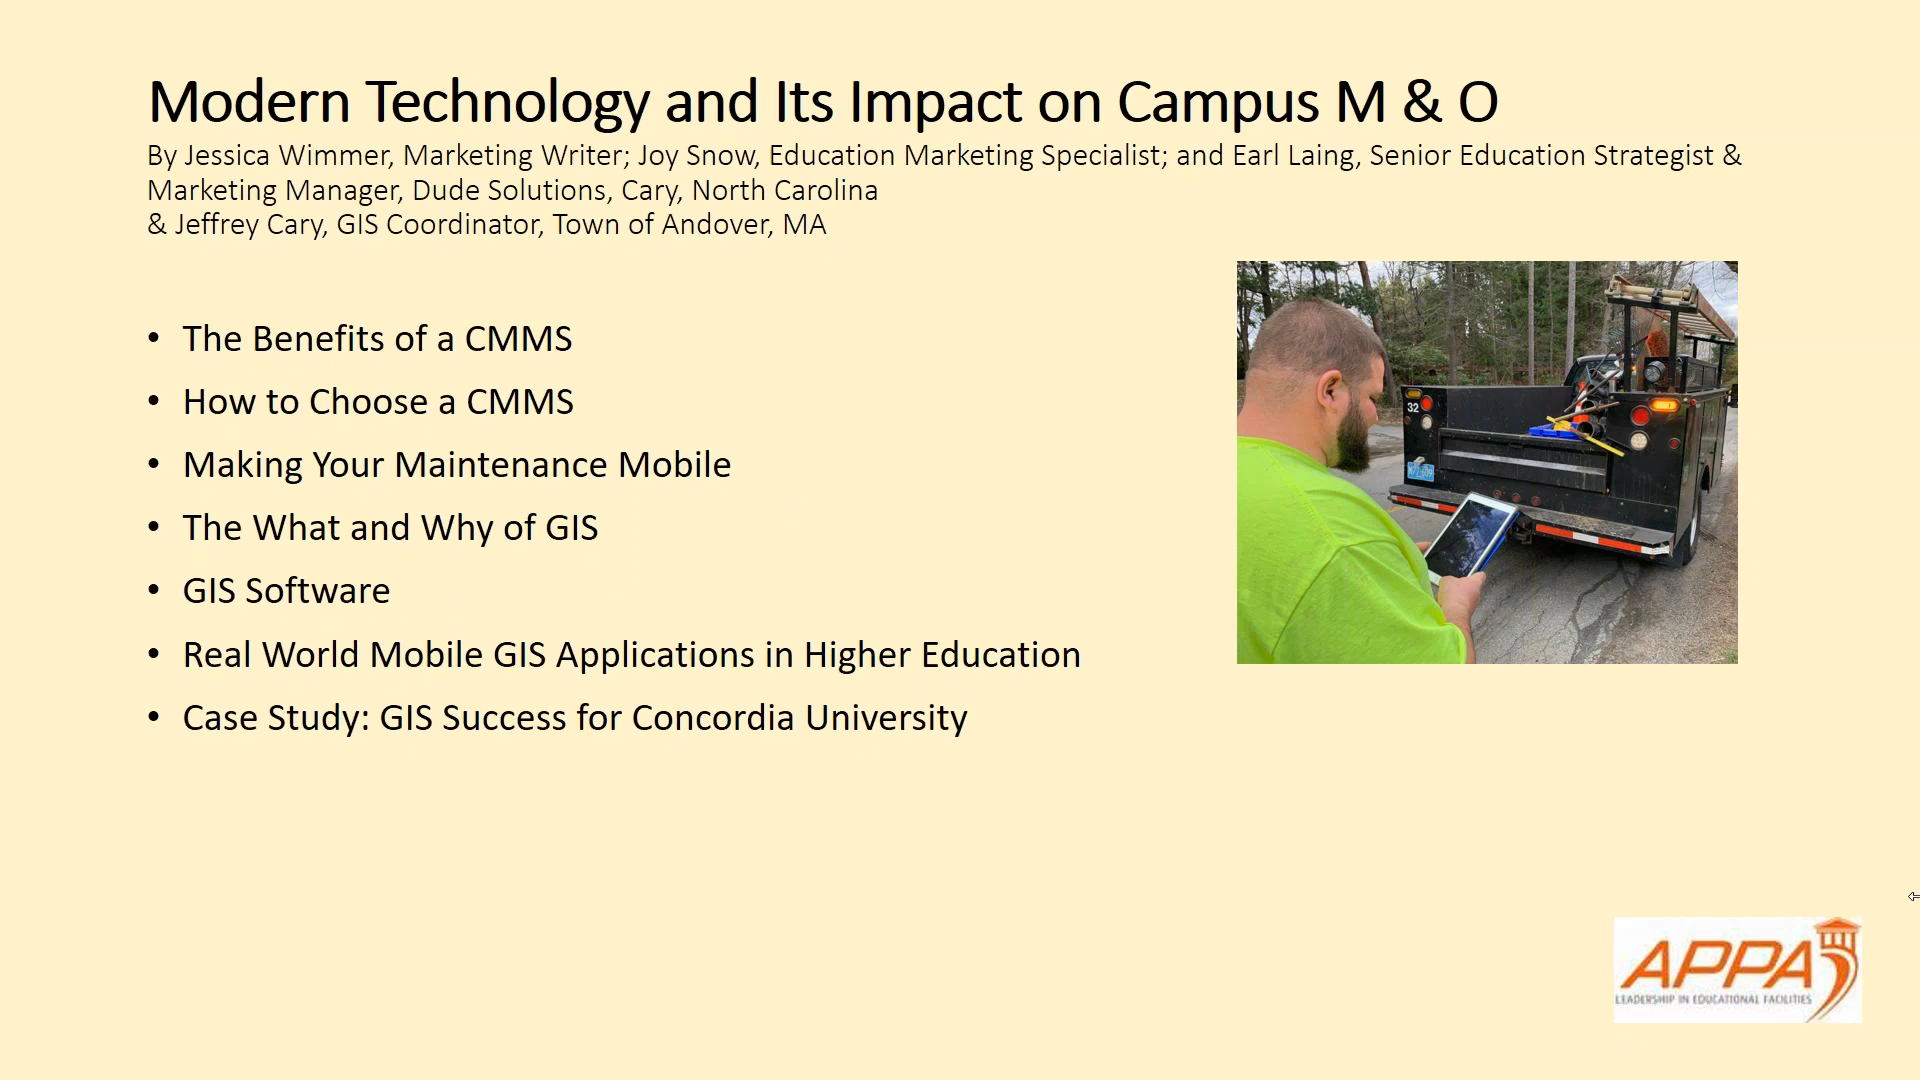 Modern Technology and Its Impact on Campus M & O
By Jessica Wimmer, Marketing Writer; Joy Snow, Education Marketing Specialist; and Earl Laing, Senior Education Strategist &
Marketing Manager, Dude Solutions, Cary, North Carolina
& Jeffrey Cary, GIS Coordinator, Town of Andover, MA
• The Benefits of a CMMS
• How to Choose a CMMS
• Making Your Maintenance Mobile
• The What and Why of GIS
• GIS Software
• Real World Mobile GIS Applications in Higher Education
• Case Study: GIS Success for Concordia University
32
APPA
LEADERSHIP IN EDUCATIONAL FACILITIES